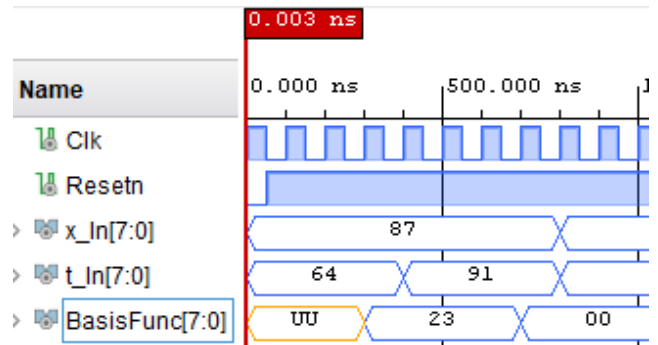 0.003 ns
Name
0.000 ns 500.000 ns
Clk
Resetn
x_In[7:0] 87
t_In[7:0] 64 91
BasisFunc[7:0] UU 23 00